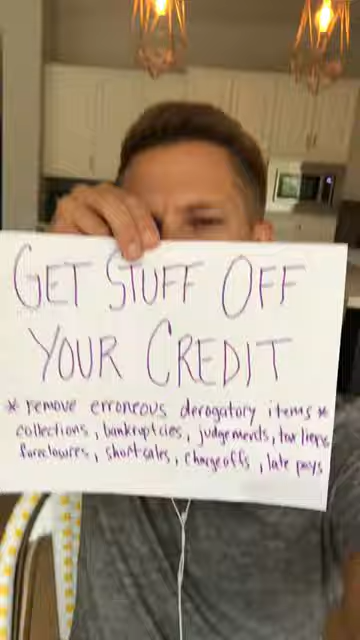 GET STUFF OFF
YOUR CREDIT
* remove erroneous derogatory items *
collections, bankruptcies, judgements, tax liens
foreclosures, short sales, chargeoffs, late pays